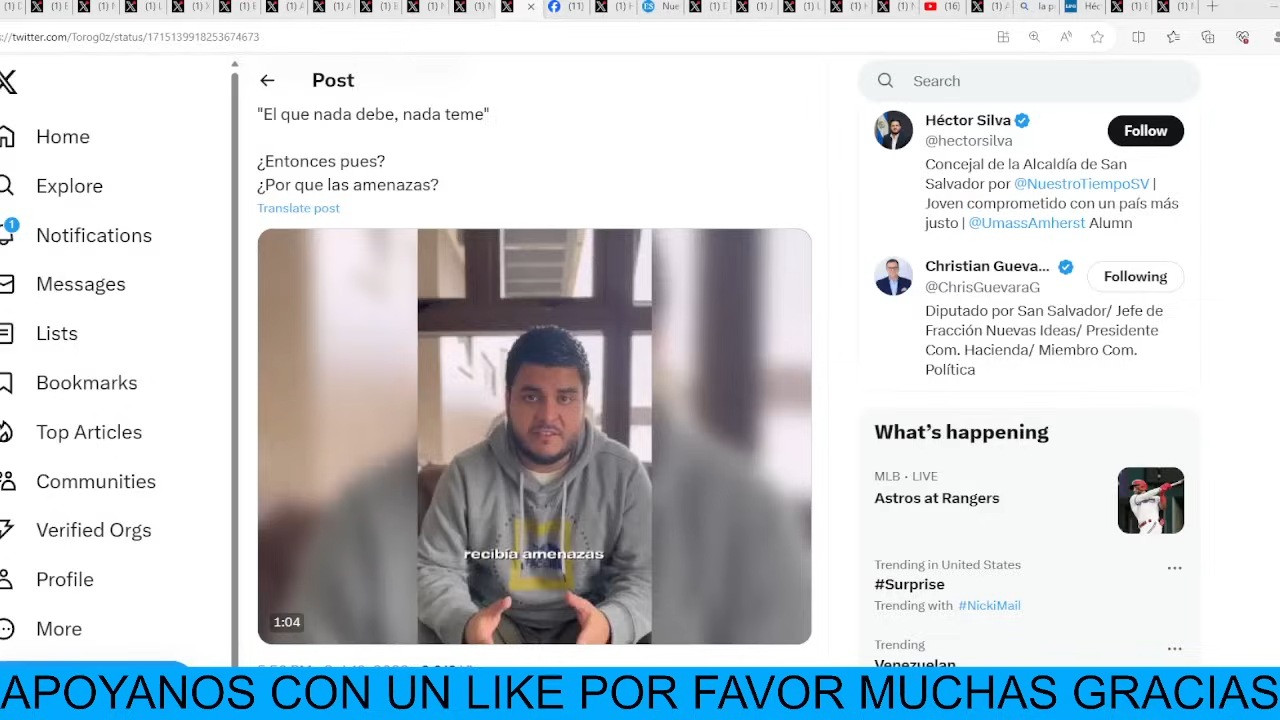 s://twitter.com/Torog0z/status/1715139918253674673
Post
"El que nada debe, nada teme"
¿Entonces pues?
¿Por que las amenazas?
Translate post
recibía amenazas
1:04
Home
Explore
1
Notifications
Messages
Lists
Bookmarks
Top Articles
Communities
Verified Orgs
Profile
More
Search
Héctor Silva
@hectorsilva
Follow
Concejal de la Alcaldía de San
Salvador por @NuestroTiempoSV |
Joven comprometido con un país más
justo | @UmassAmherst Alumn
Christian Gueva...
@ChrisGuevaraG
Following
Diputado por San Salvador/ Jefe de
Fracción Nuevas Ideas/ Presidente
Com. Hacienda/ Miembro Com.
Política
What's happening
MLB · LIVE
Astros at Rangers
Trending in United States
#Surprise
Trending with #NickiMail
Trending
Venezuelan
APOYANOS CON UN LIKE POR FAVOR MUCHAS GRACIAS